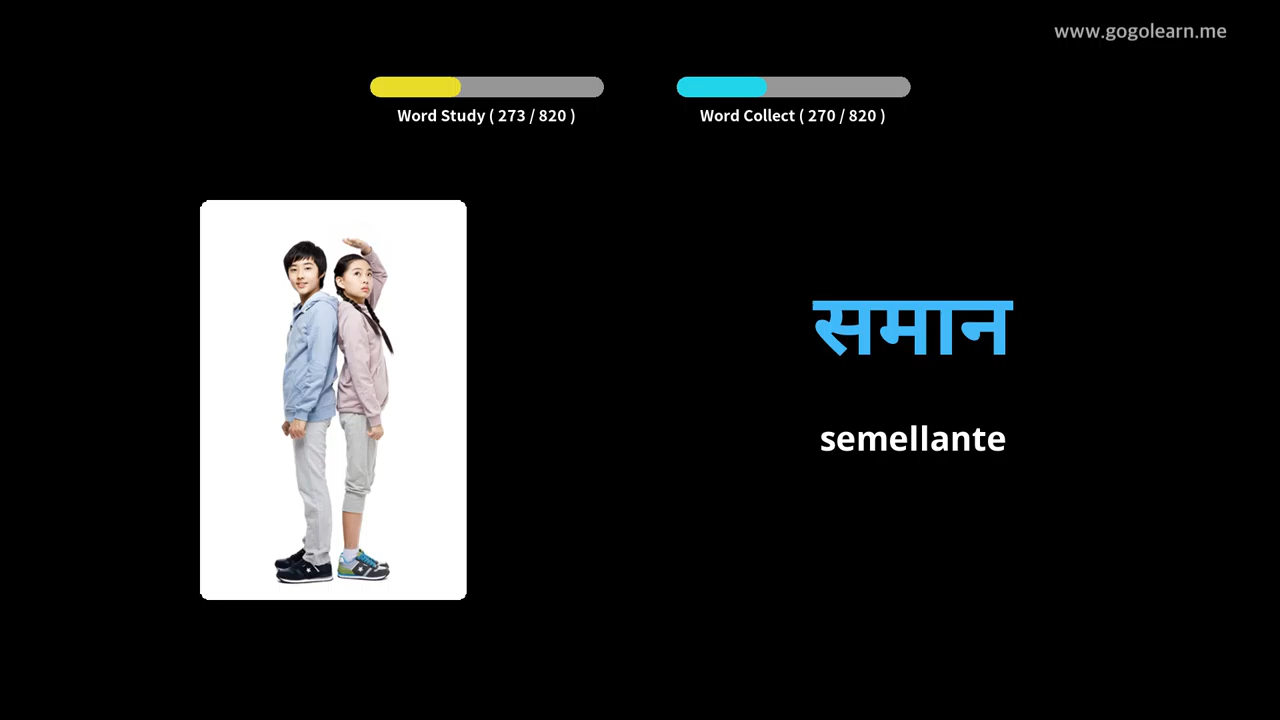 www.gogolearn.me
Word Study ( 273 / 820 )
Word Collect ( 270 / 820 )
समान
semellante